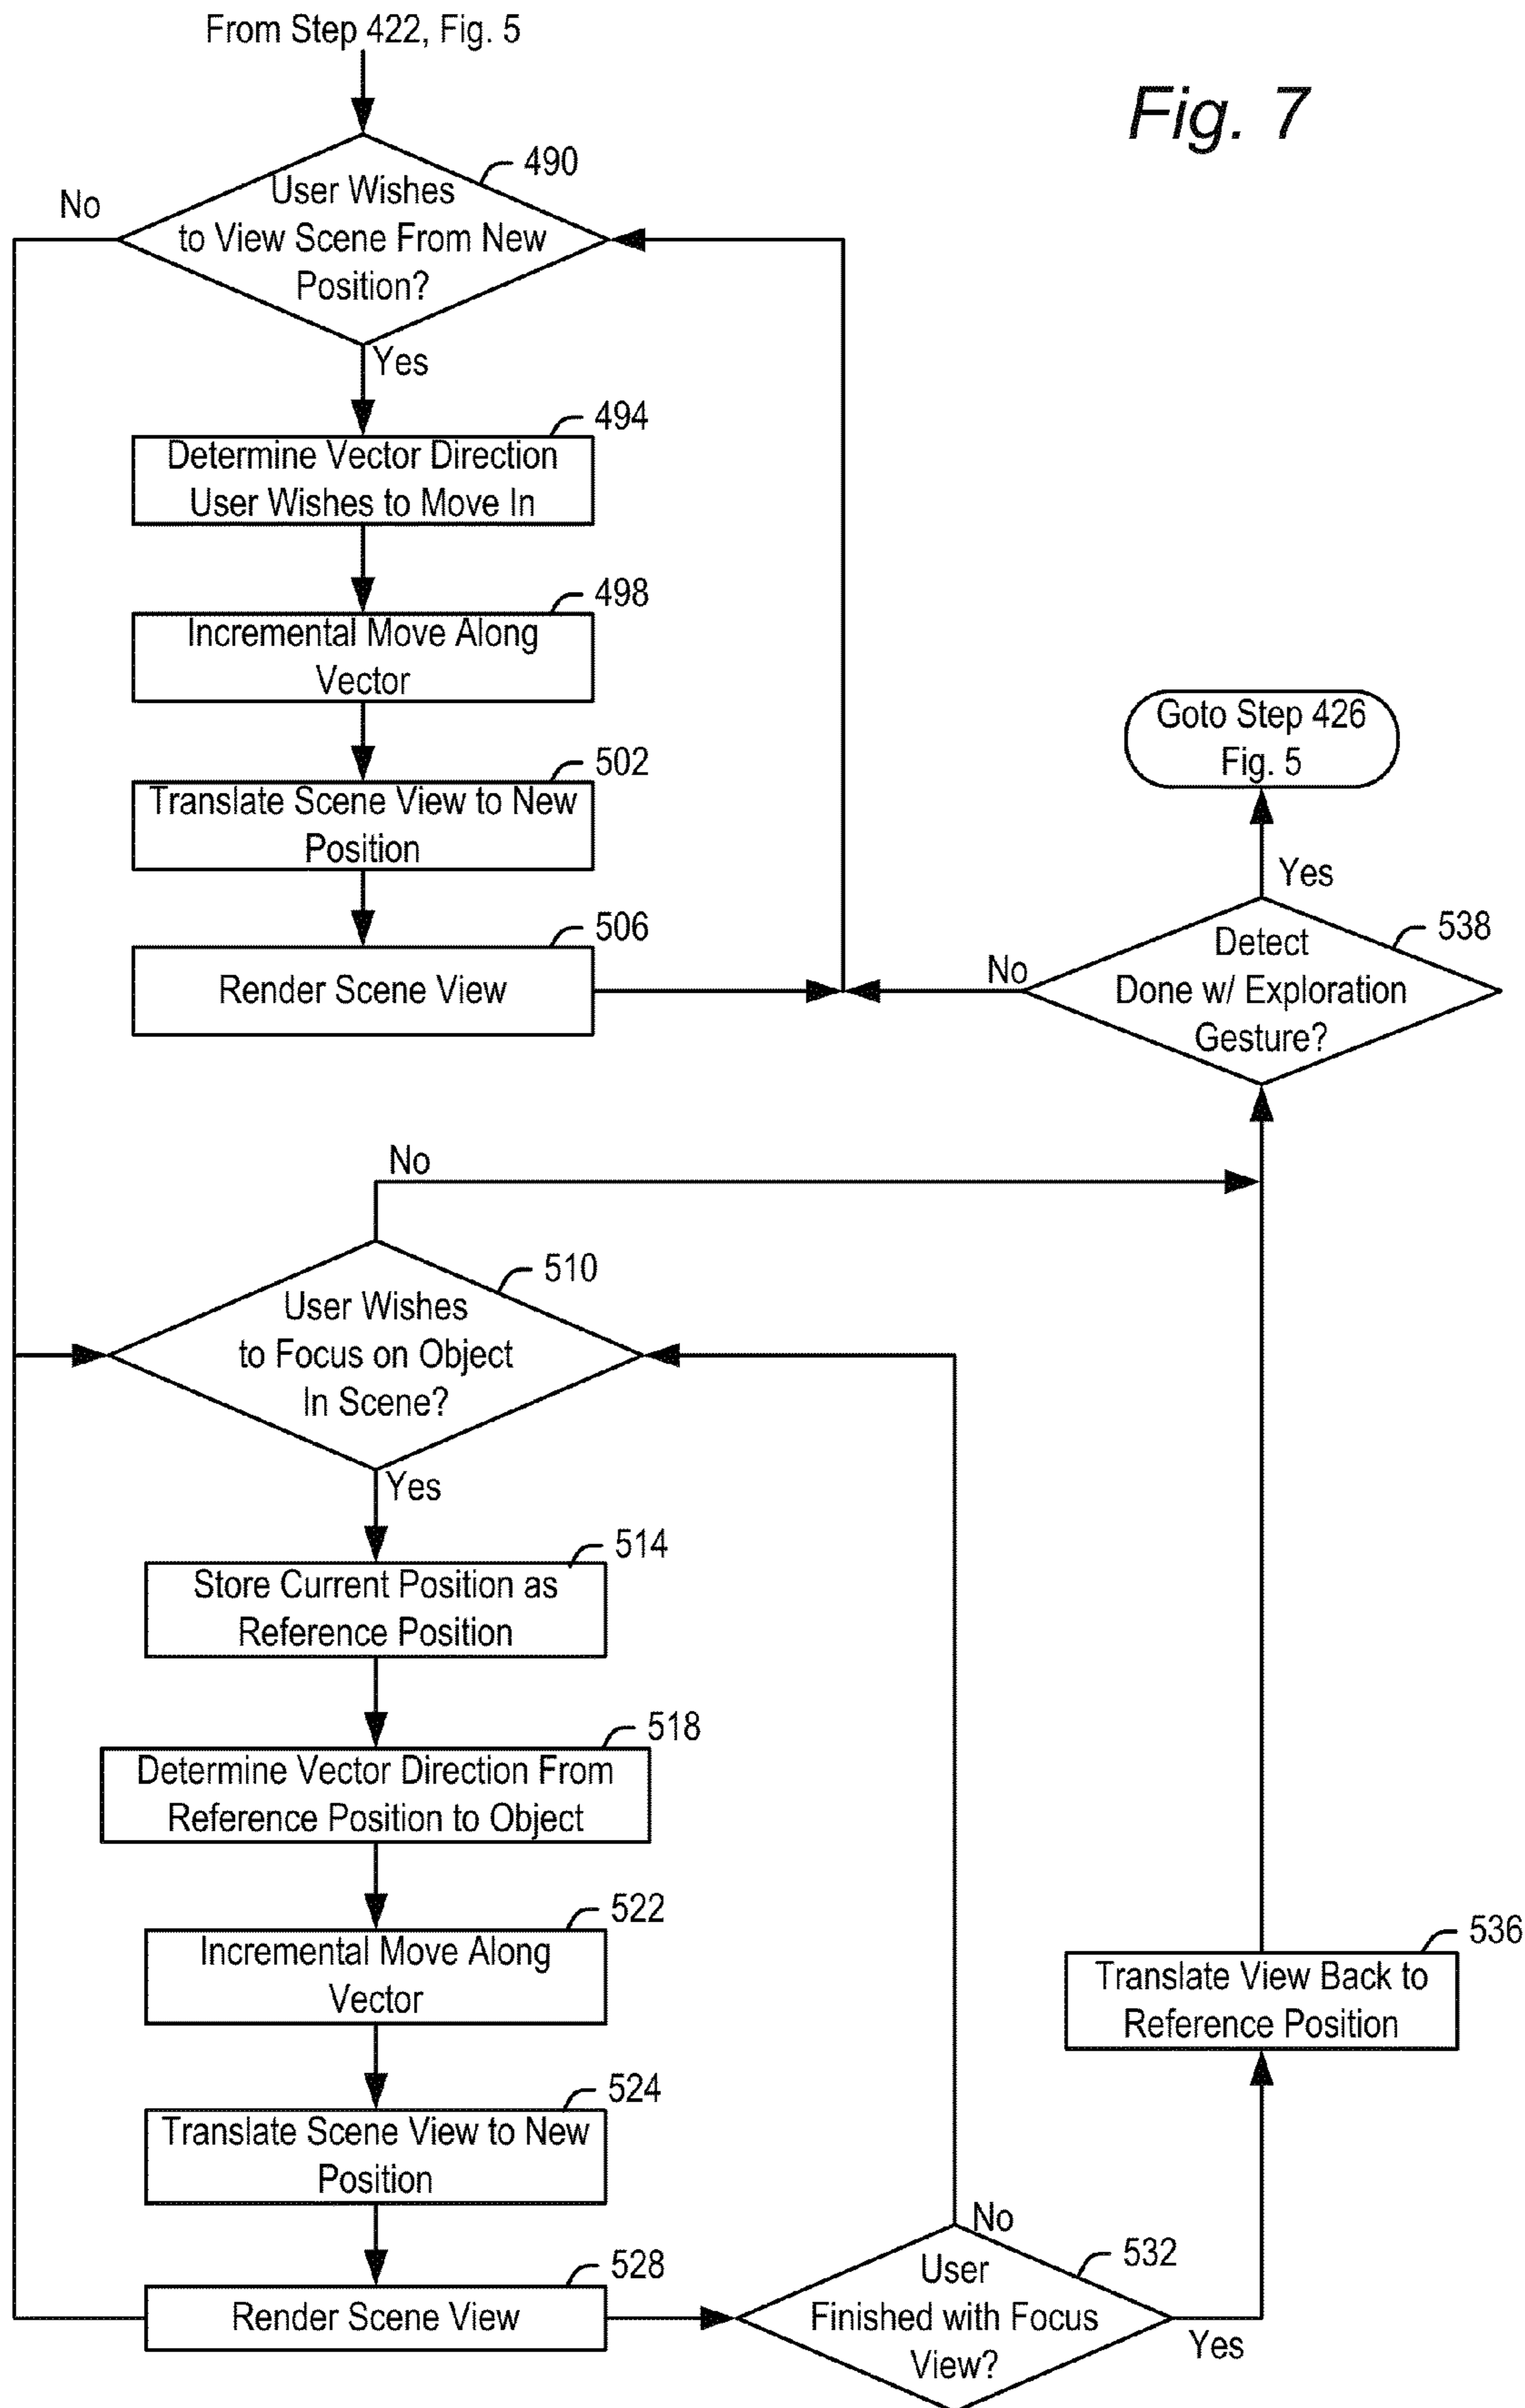 From Step 422, Fig. 5
Fig. 7
490
No
User Wishes
to View Scene From New
Position?
Yes
494
Determine Vector Direction
User Wishes to Move In
498
Incremental Move Along
Vector
502
Translate Scene View to New
Position
506
Render Scene View
Goto Step 426
Fig. 5
Yes
538
No
Detect
Done w/ Exploration
Gesture?
No
510
User Wishes
to Focus on Object
In Scene?
Yes
514
Store Current Position as
Reference Position
518
Determine Vector Direction From
Reference Position to Object
522
Incremental Move Along
Vector
524
Translate Scene View to New
Position
528
Render Scene View
No
532
User
Finished with Focus
View?
Yes
536
Translate View Back to
Reference Position